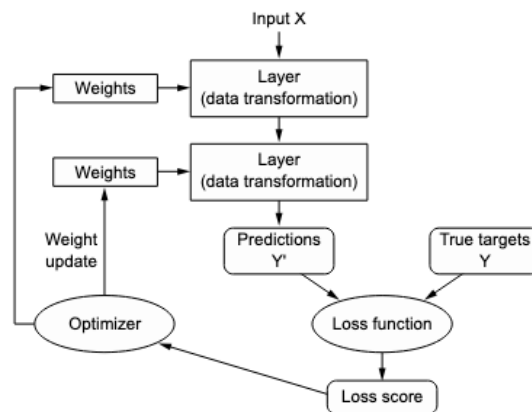 Input X
Weights
Layer
(data transformation)
Weights
Layer
(data transformation)
Weight
update
Predictions
Y'
True targets
Y
Optimizer
Loss function
Loss score